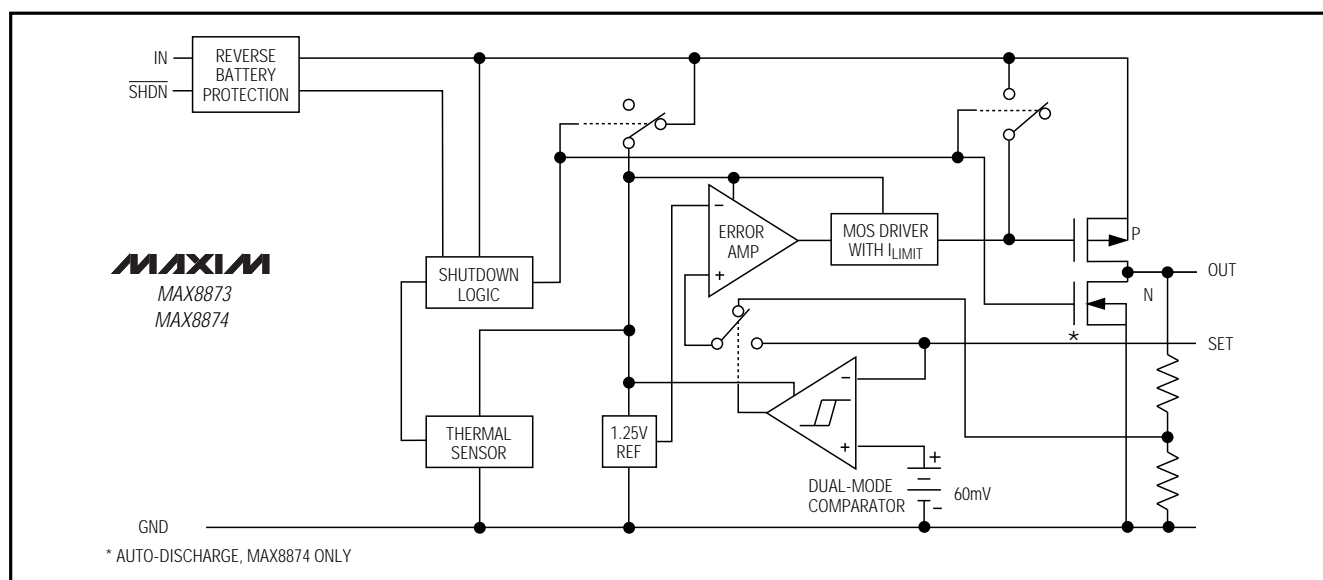 IN
SHDN
REVERSE
BATTERY
PROTECTION
MAXIM
MAX8873
MAX8874
SHUTDOWN
LOGIC
THERMAL
SENSOR
1.25V
REF
−
ERROR
AMP
+
MOS DRIVER
WITH ILIMIT
P
OUT
N
*
SET
−
+
DUAL-MODE
COMPARATOR
+
60mV
−
GND
* AUTO-DISCHARGE, MAX8874 ONLY